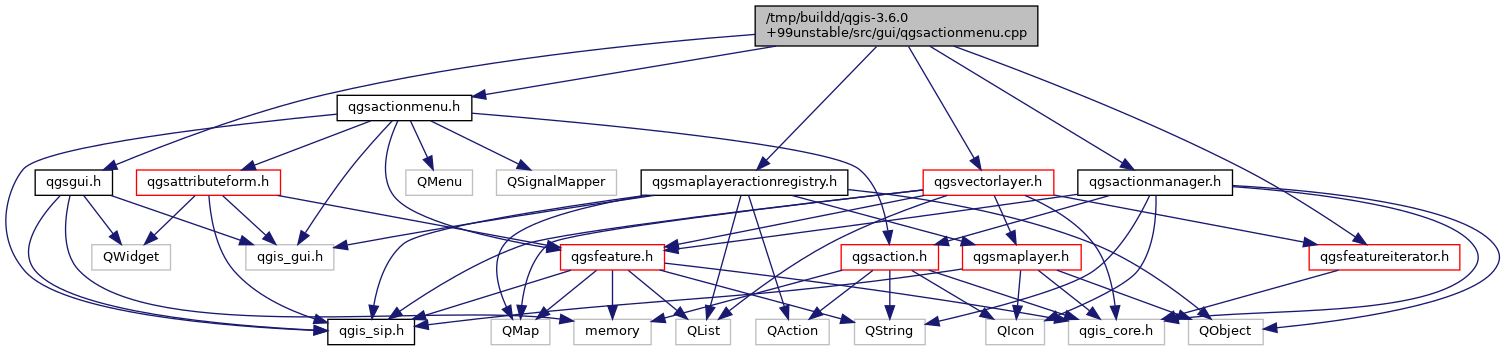 /tmp/buildd/qgis-3.6.0
+99unstable/src/gui/qgsactionmenu.cpp
qgsactionmenu.h
qgsgui.h
qgsattributeform.h
QMenu
QSignalMapper
qgsmaplayeractionregistry.h
qgsvectorlayer.h
qgsactionmanager.h
QWidget
qgis_gui.h
qgsfeature.h
qgsaction.h
qgsmaplayer.h
qgsfeatureiterator.h
qgis_sip.h
QMap
memory
QList
QAction
QString
QIcon
qgis_core.h
QObject